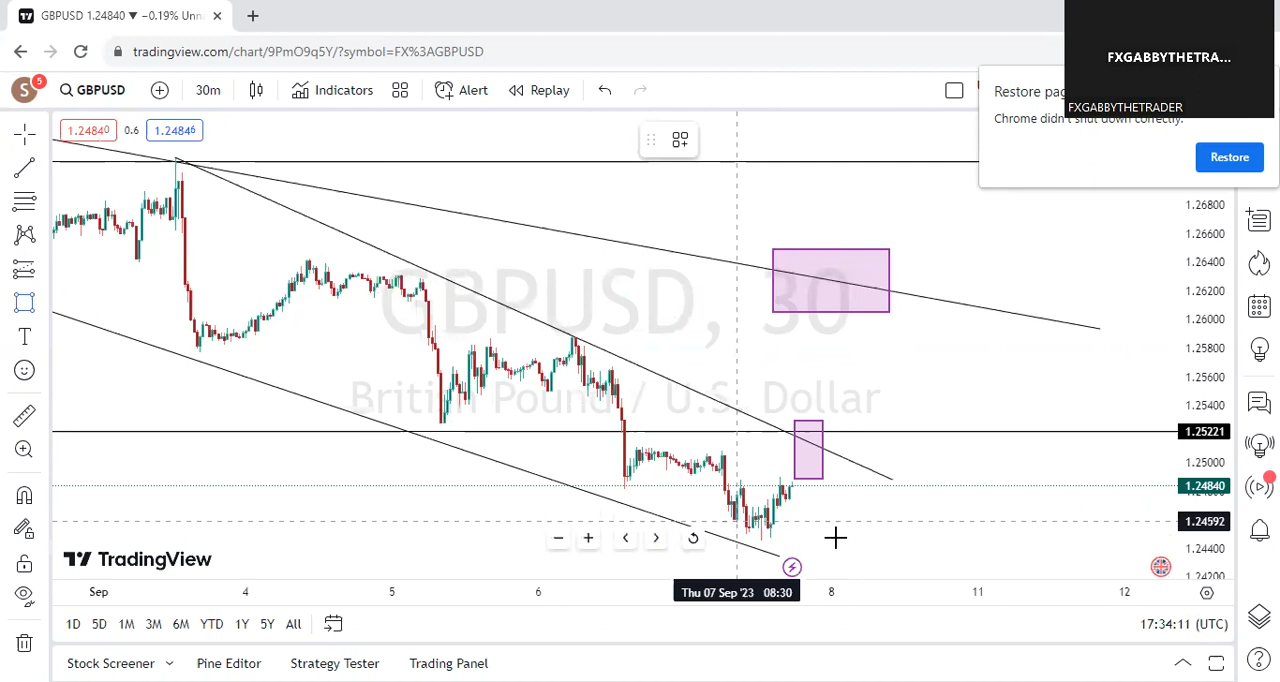 GBPUSD 1.24840 ▼ −0.19% Unna
tradingview.com/chart/9PmO9q5Y/?symbol=FX%3AGBPUSD
FXGABBYTHETRA...
FXGABBYTHETRADER
Restore pag
Chrome didn't shut down correctly.
Restore
S
5
GBPUSD
30m
Indicators
Alert
Replay
1.24840
0.6
1.24846
GBPUSD, 30
British Pound / U.S. Dollar
1.26800
1.26600
1.26400
1.26200
1.26000
1.25800
1.25600
1.25400
1.25221
1.25000
1.24840
1.24592
1.24400
1.24200
TradingView
Sep
4
5
6
Thu 07 Sep '23 08:30
8
11
12
1D
5D
1M
3M
6M
YTD
1Y
5Y
All
17:34:11 (UTC)
Stock Screener
Pine Editor
Strategy Tester
Trading Panel